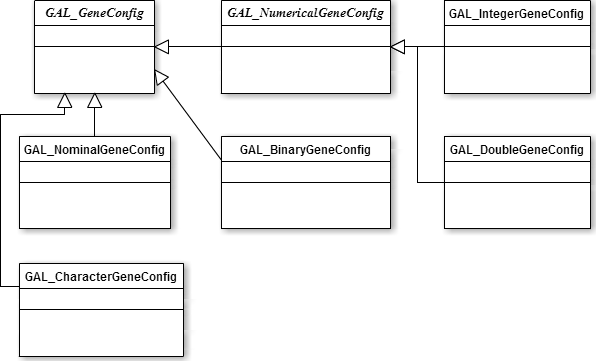 GAL_GeneConfig
GAL_NumericalGeneConfig
GAL_IntegerGeneConfig
GAL_NominalGeneConfig
GAL_BinaryGeneConfig
GAL_DoubleGeneConfig
GAL_CharacterGeneConfig